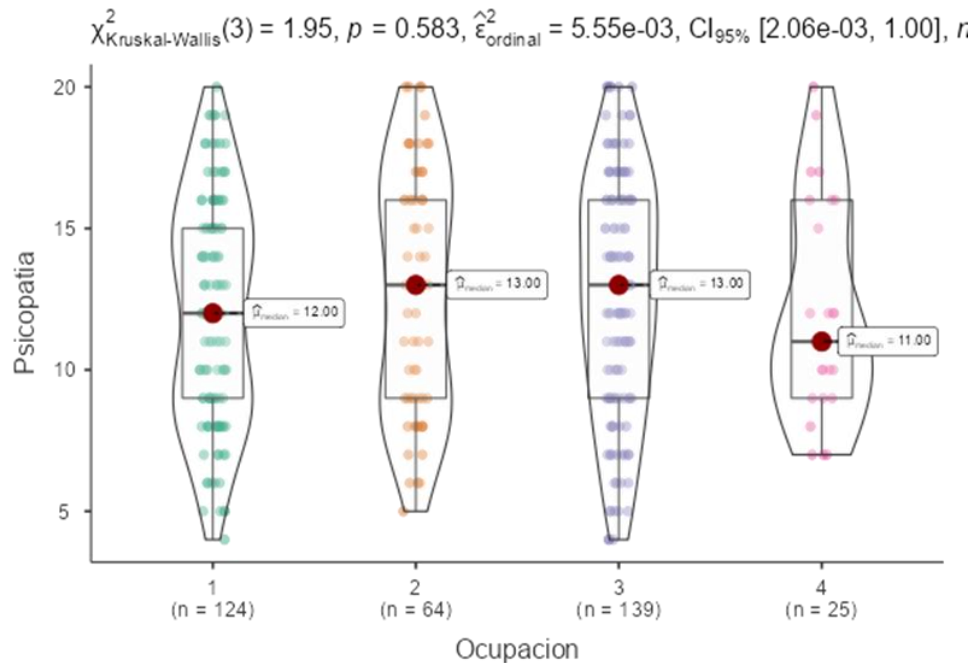 χ²Kruskal-Wallis(3) = 1.95, p = 0.583, ε̂²ordinal = 5.55e-03, CI95% [2.06e-03, 1.00], n
20
15
10
5
Psicopatia
μ̂median = 12.00
μ̂median = 13.00
μ̂median = 13.00
μ̂median = 11.00
1 2 3 4
(n = 124) (n = 64) (n = 139) (n = 25)
Ocupacion